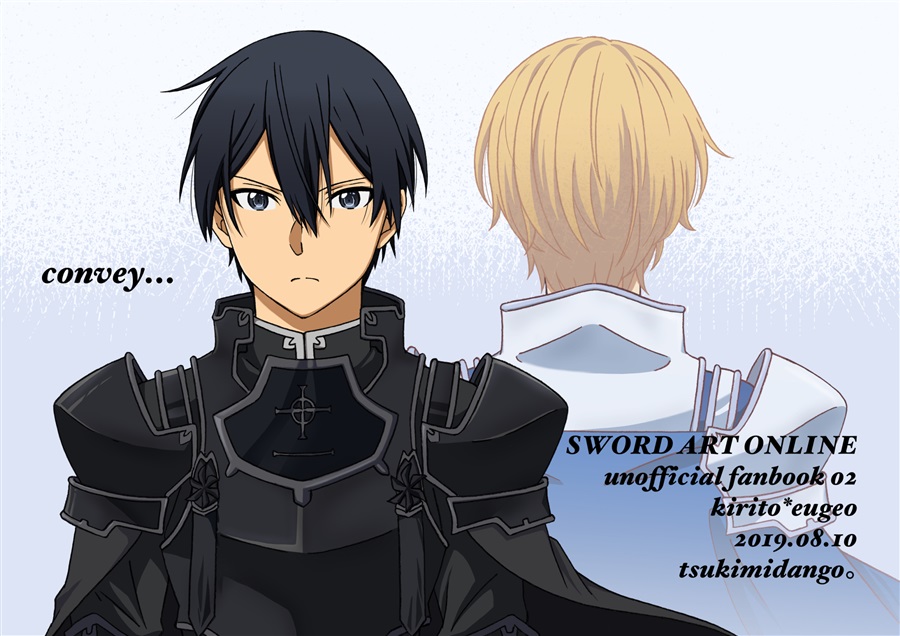 convey...
SWORD ART ONLINE
unofficial fanbook 02
kirito*eugeo
2019.08.10
tsukimidango。